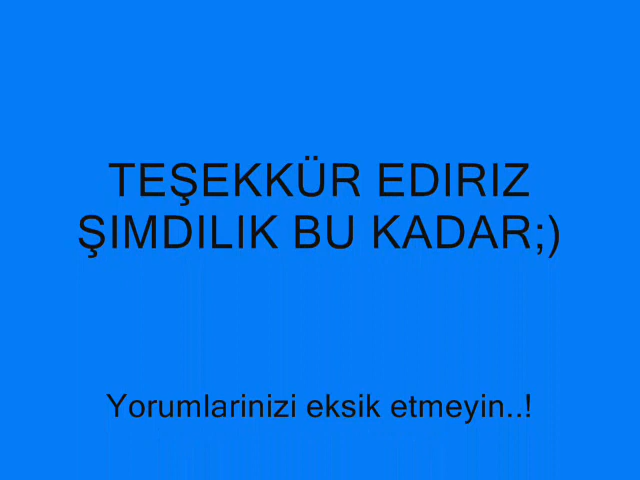 TEŞEKKÜR EDIRIZ
ŞIMDILIK BU KADAR;)
Yorumlarinizi eksik etmeyin..!